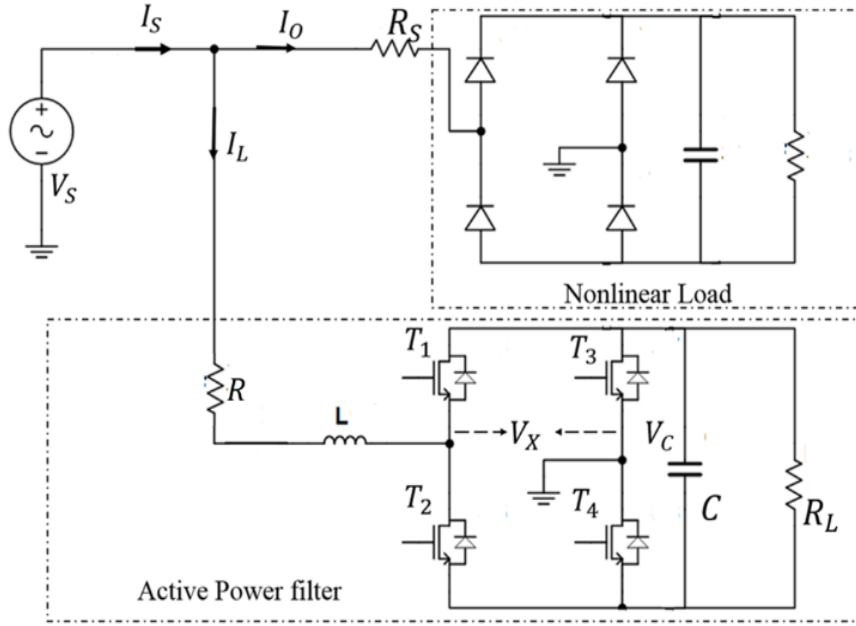 I_S
I_O
R_S
+
−
V_S
I_L
Nonlinear Load
R
L
T_1
T_3
V_X
V_C
T_2
T_4
C
R_L
Active Power filter